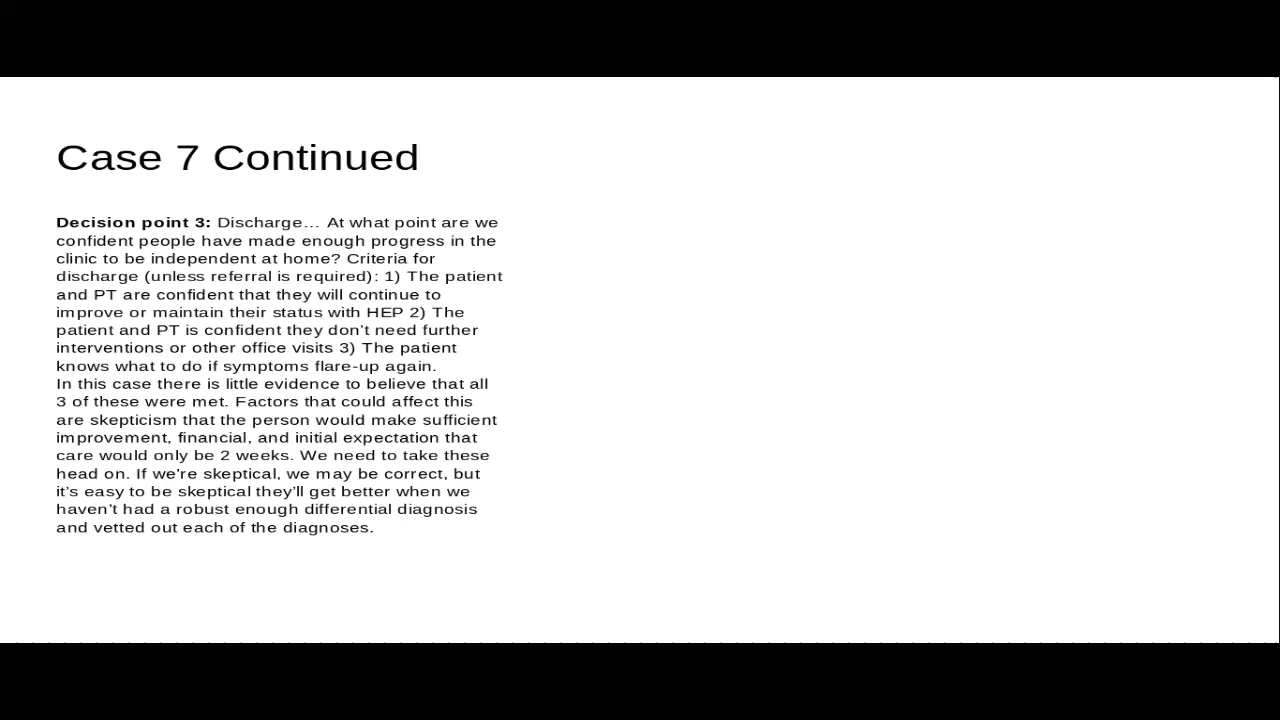 Case 7 Continued
Decision point 3: Discharge… At what point are we
confident people have made enough progress in the
clinic to be independent at home? Criteria for
discharge (unless referral is required): 1) The patient
and PT are confident that they will continue to
improve or maintain their status with HEP 2) The
patient and PT is confident they don't need further
interventions or other office visits 3) The patient
knows what to do if symptoms flare-up again.
In this case there is little evidence to believe that all
3 of these were met. Factors that could affect this
are skepticism that the person would make sufficient
improvement, financial, and initial expectation that
care would only be 2 weeks. We need to take these
head on. If we're skeptical, we may be correct, but
it's easy to be skeptical they'll get better when we
haven't had a robust enough differential diagnosis
and vetted out each of the diagnoses.